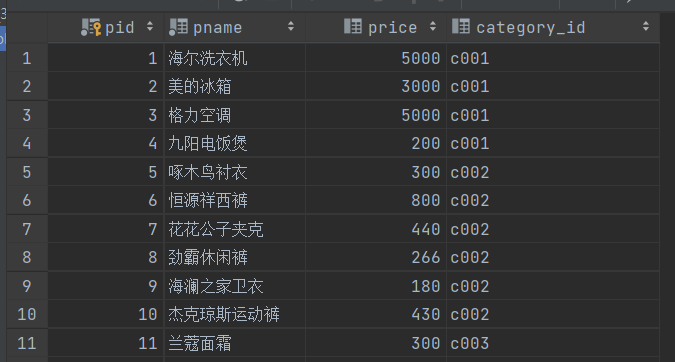 pid pname price category_id
1 1 海尔洗衣机 5000 c001
2 2 美的冰箱 3000 c001
3 3 格力空调 5000 c001
4 4 九阳电饭煲 200 c001
5 5 啄木鸟衬衣 300 c002
6 6 恒源祥西裤 800 c002
7 7 花花公子夹克 440 c002
8 8 劲霸休闲裤 266 c002
9 9 海澜之家卫衣 180 c002
10 10 杰克琼斯运动裤 430 c002
11 11 兰蔻面霜 300 c003